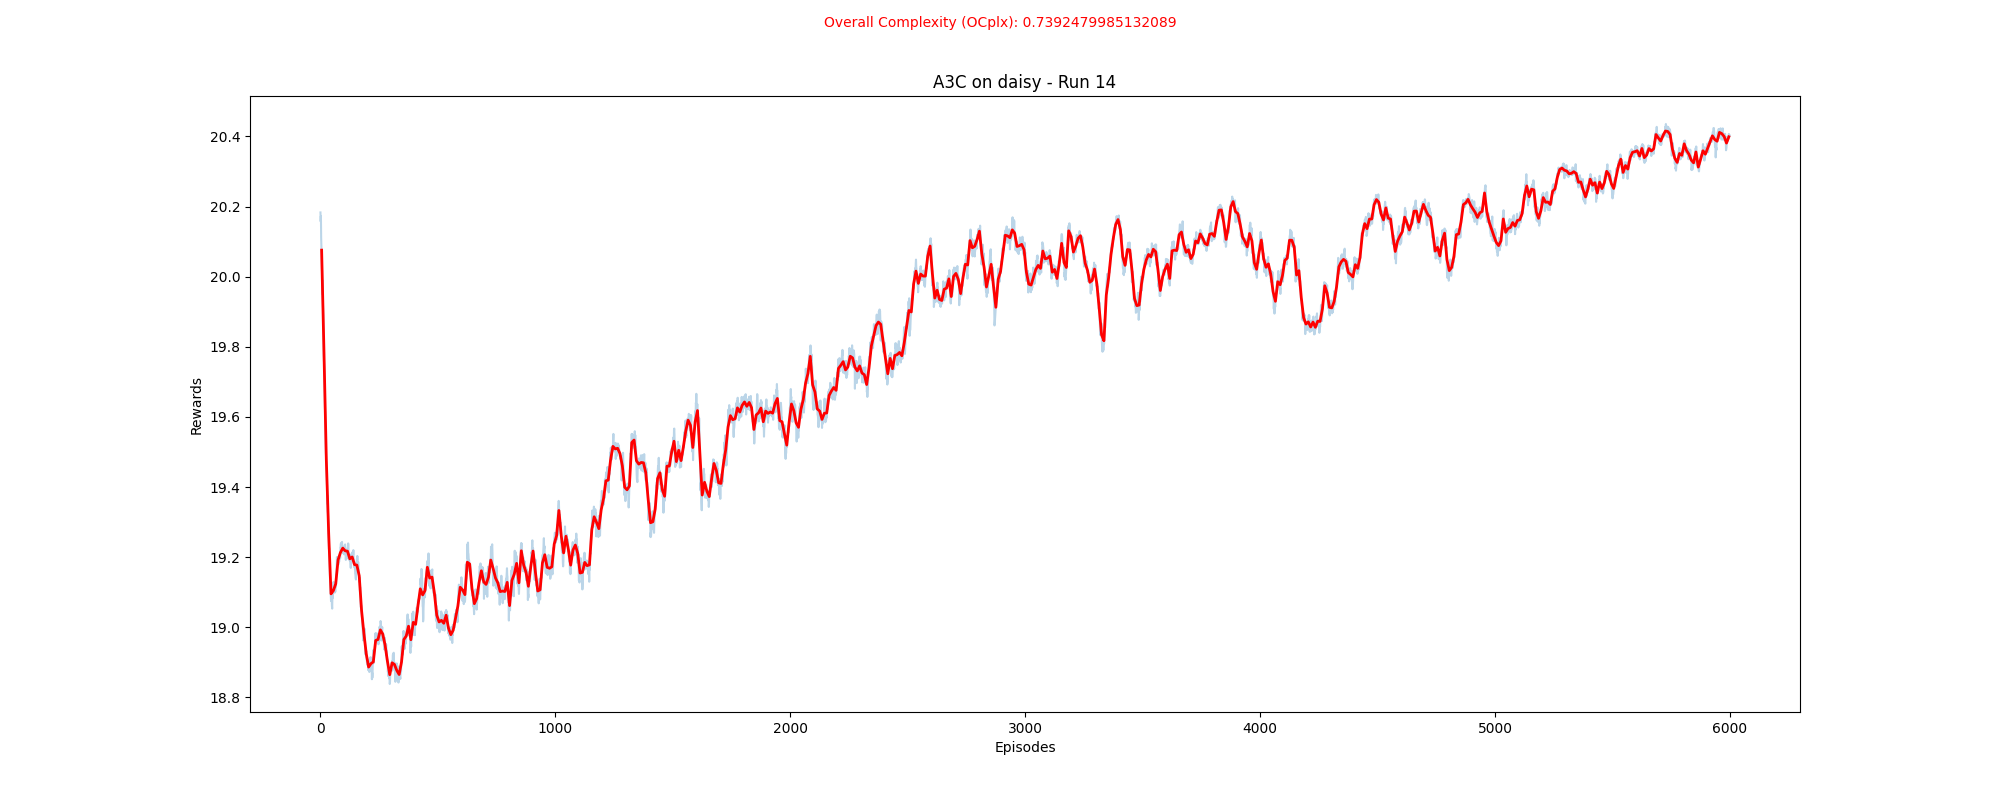 Overall Complexity (OCplx): 0.7392479985132089
A3C on daisy - Run 14
20.4
20.2
20.0
19.8
19.6
19.4
19.2
19.0
18.8
Rewards
0 1000 2000 3000 4000 5000 6000
Episodes